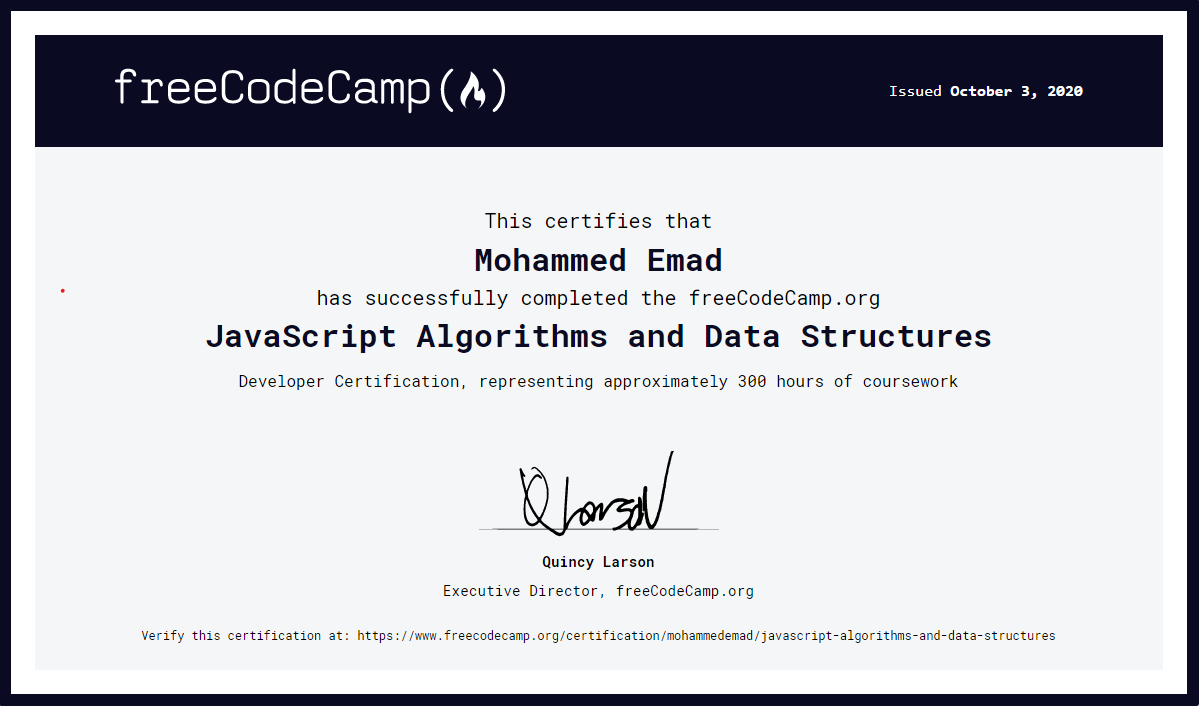 freeCodeCamp(🔥)
Issued October 3, 2020
This certifies that
Mohammed Emad
has successfully completed the freeCodeCamp.org
JavaScript Algorithms and Data Structures
Developer Certification, representing approximately 300 hours of coursework
Q Larson
Quincy Larson
Executive Director, freeCodeCamp.org
Verify this certification at: https://www.freecodecamp.org/certification/mohammedemad/javascript-algorithms-and-data-structures